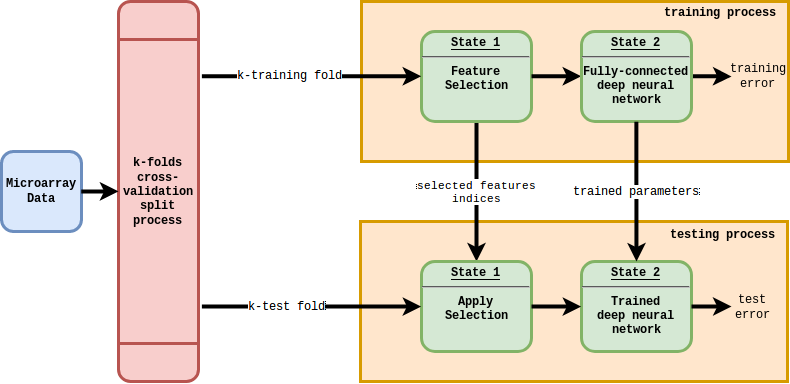 training process
State 1
Feature
Selection
State 2
Fully-connected
deep neural
network
training
error
k-training fold
Microarray
Data
k-folds
cross-
validation
split
process
selected features
indices
trained parameters
testing process
k-test fold
State 1
Apply
Selection
State 2
Trained
deep neural
network
test
error